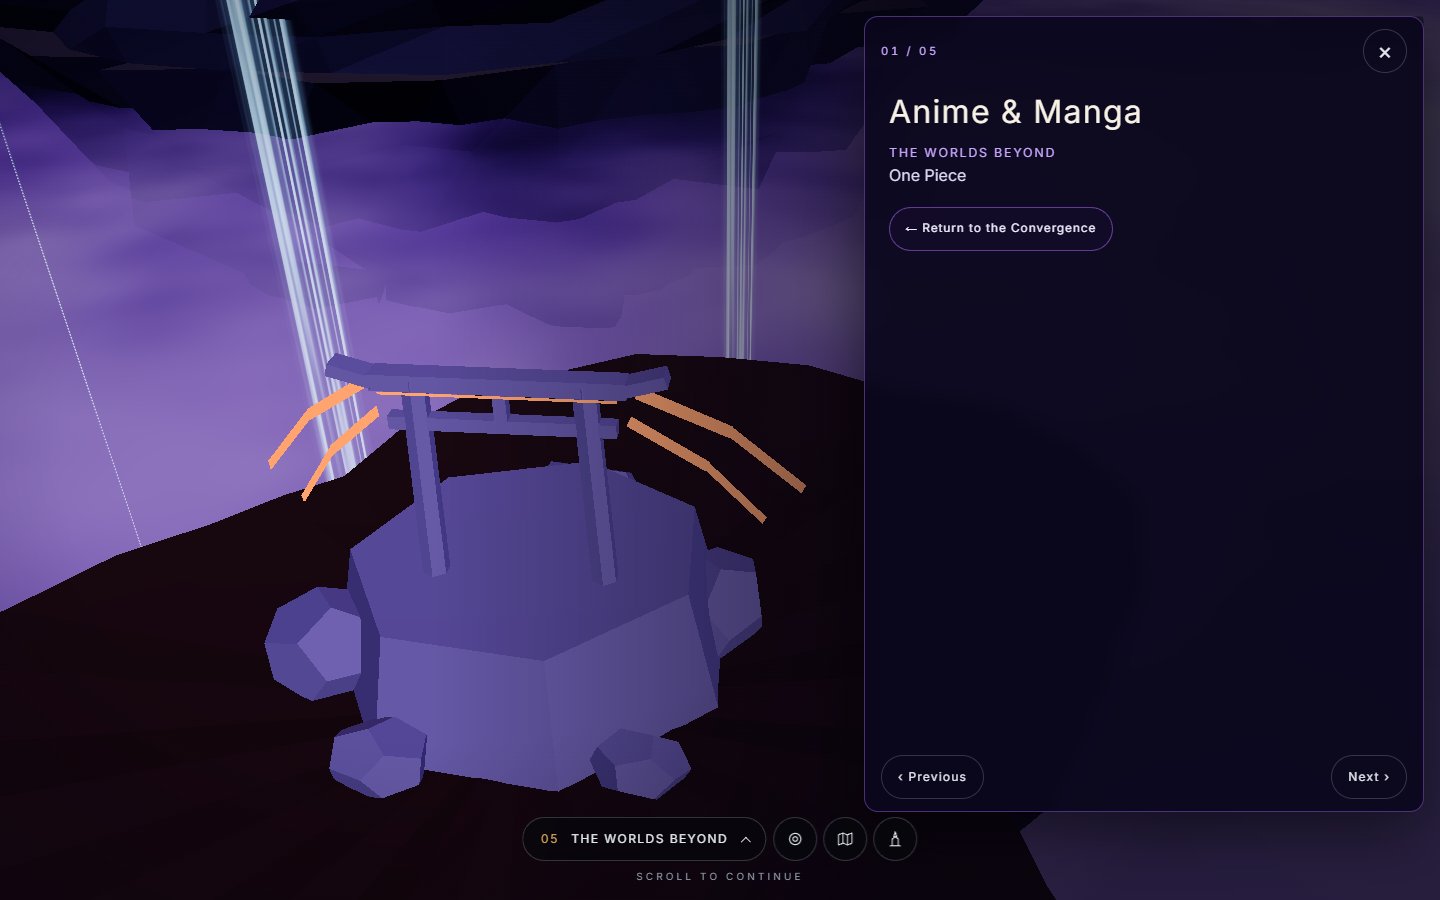 01 / 05
×
Anime & Manga
THE WORLDS BEYOND
One Piece
← Return to the Convergence
‹ Previous
Next ›
05 THE WORLDS BEYOND
SCROLL TO CONTINUE